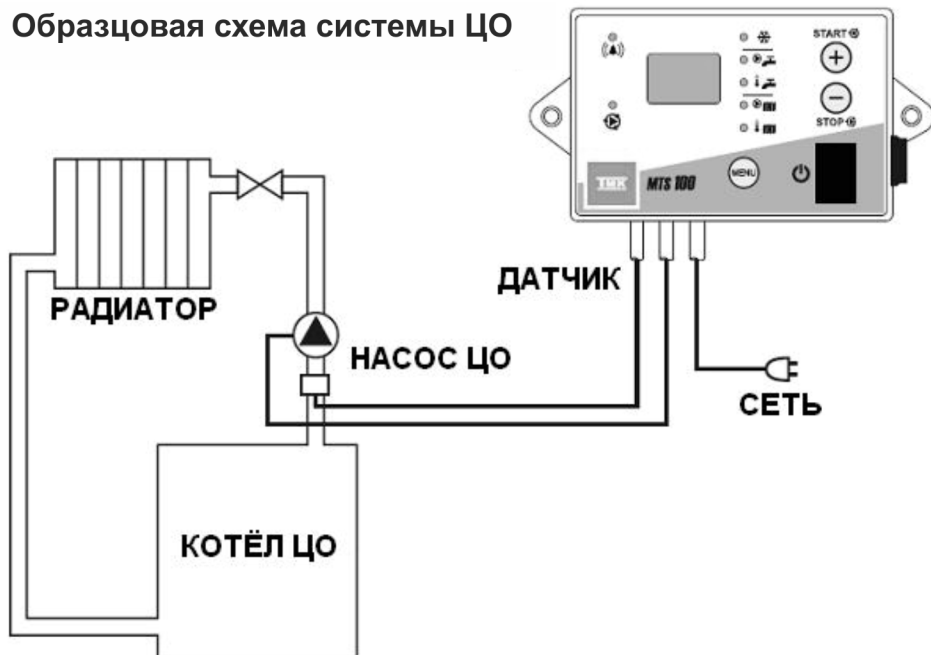 Образцовая схема системы ЦО
START
STOP
MENU
MTS 100
ДАТЧИК
РАДИАТОР
НАСОС ЦО
СЕТЬ
КОТЁЛ ЦО